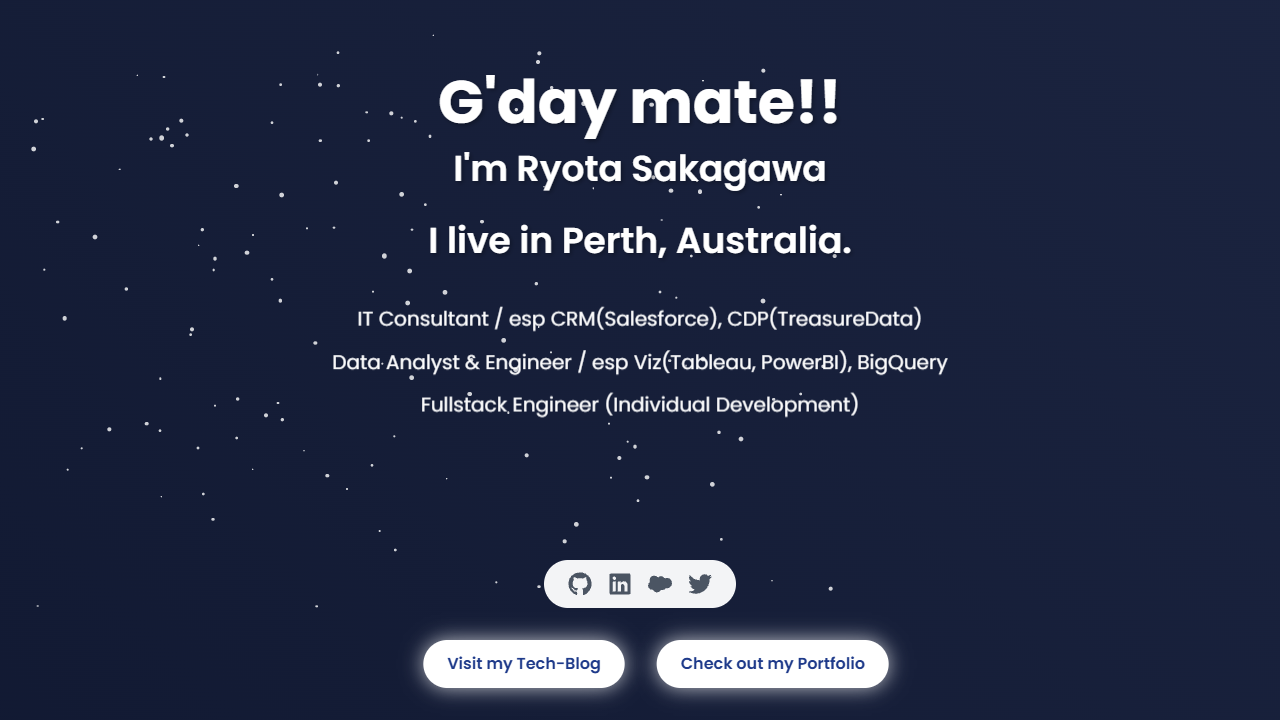 G'day mate!!
I'm Ryota Sakagawa
I live in Perth, Australia.
IT Consultant / esp CRM(Salesforce), CDP(TreasureData)
Data Analyst & Engineer / esp Viz(Tableau, PowerBI), BigQuery
Fullstack Engineer (Individual Development)
Visit my Tech-Blog
Check out my Portfolio